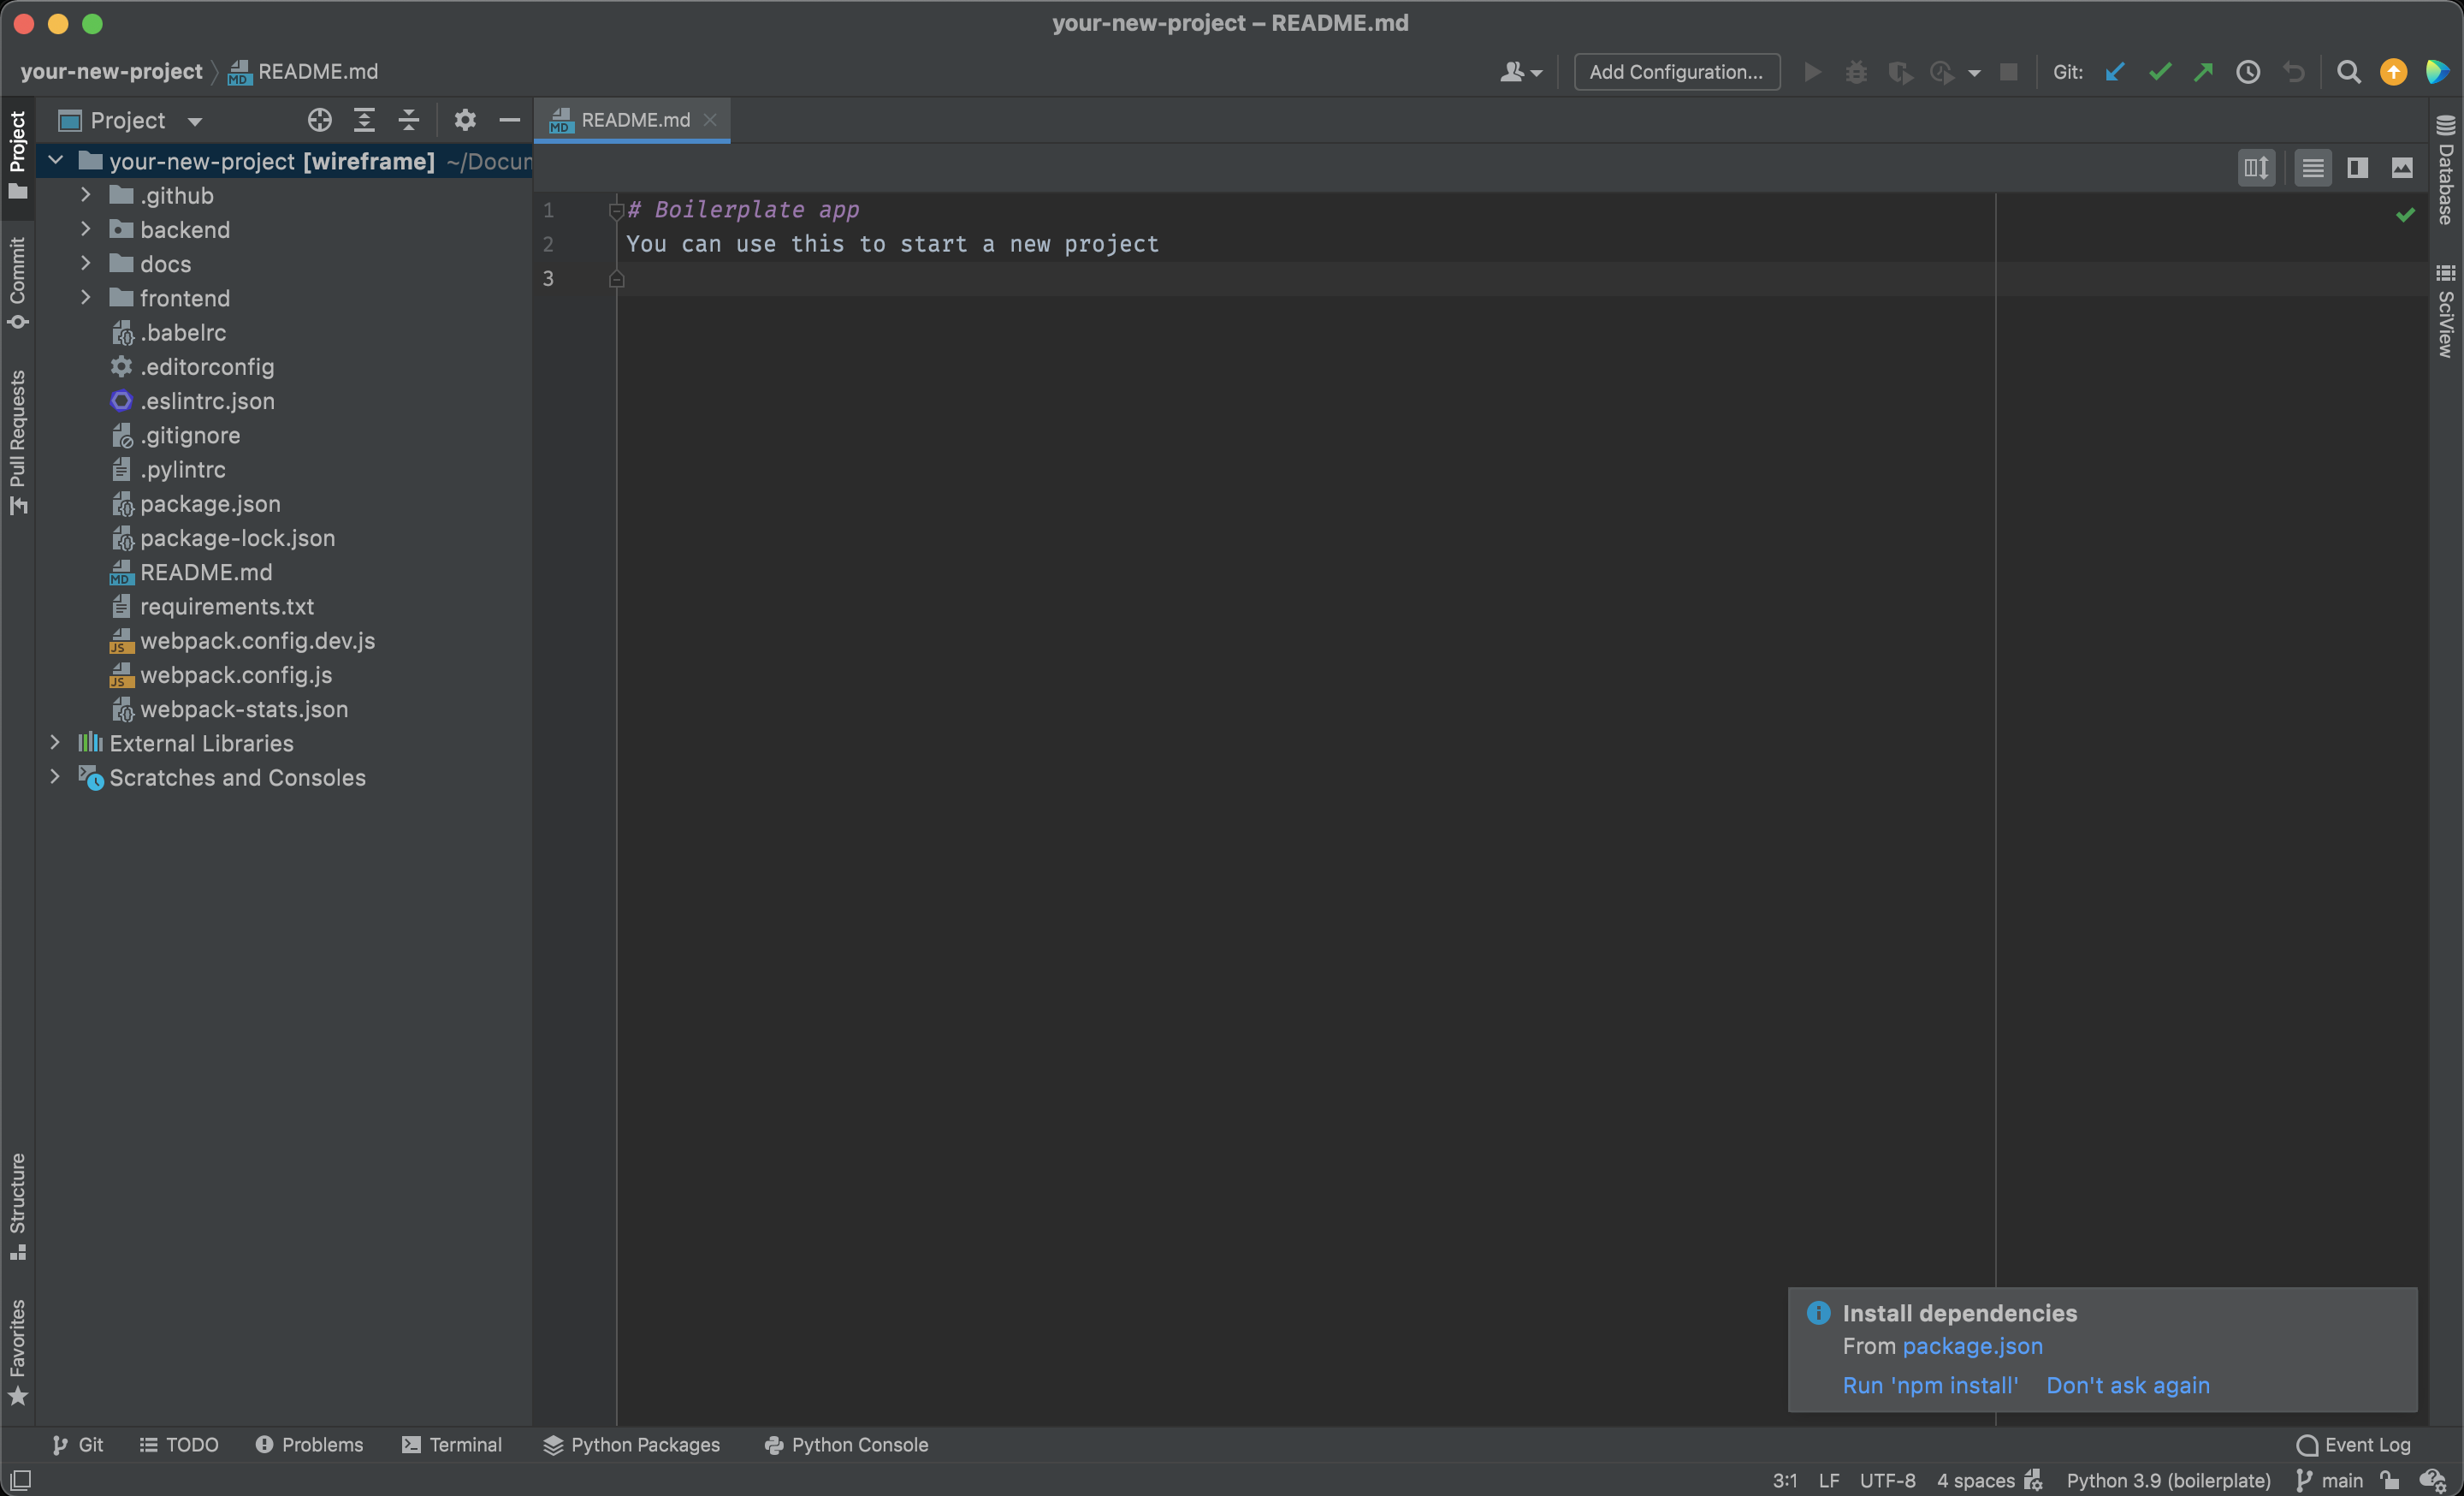 your-new-project – README.md
your-new-project README.md
Add Configuration...
Git:
Project
Commit
Pull Requests
Structure
Favorites
Project
your-new-project [wireframe] ~/Docum
.github
backend
docs
frontend
.babelrc
.editorconfig
.eslintrc.json
.gitignore
.pylintrc
package.json
package-lock.json
MD README.md
requirements.txt
JS webpack.config.dev.js
JS webpack.config.js
webpack-stats.json
External Libraries
Scratches and Consoles
MD README.md
1 # Boilerplate app
2 You can use this to start a new project
3
Database
SciView
Install dependencies
From package.json
Run 'npm install' Don't ask again
Git TODO Problems Terminal Python Packages Python Console Event Log
3:1 LF UTF-8 4 spaces Python 3.9 (boilerplate) main